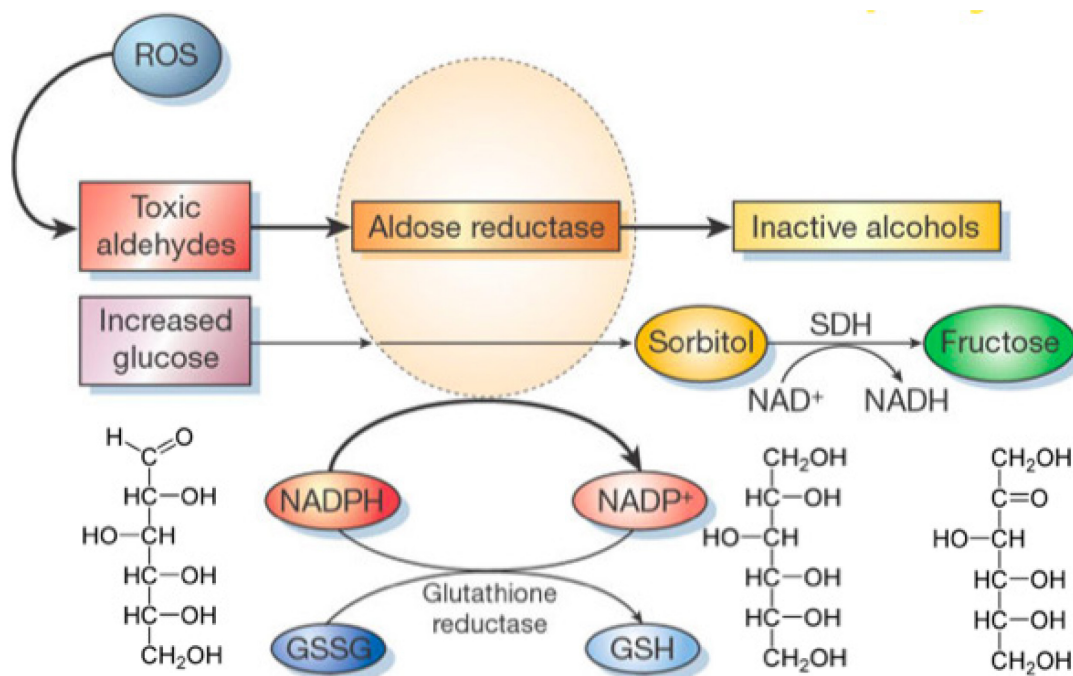 ROS
Toxic
aldehydes
Aldose reductase
Inactive alcohols
Increased
glucose
Sorbitol
SDH
Fructose
NAD⁺
NADH
NADPH
NADP⁺
Glutathione
reductase
GSSG
GSH
H
O
C
HC–OH
HO–CH
HC–OH
HC–OH
CH₂OH
CH₂OH
HC–OH
HO–CH
HC–OH
HC–OH
CH₂OH
CH₂OH
C=O
HO–CH
HC–OH
HC–OH
CH₂OH